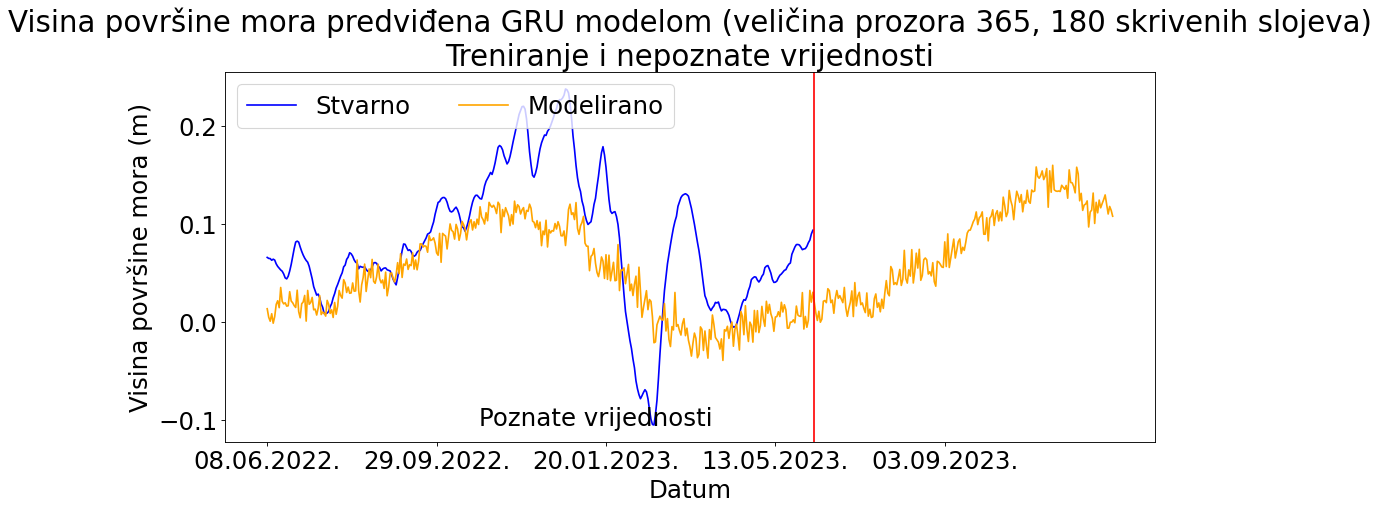 Visina površine mora predviđena GRU modelom (veličina prozora 365, 180 skrivenih slojeva)
Treniranje i nepoznate vrijednosti
Stvarno
Modelirano
Visina površine mora (m)
0.2
0.1
0.0
−0.1
Poznate vrijednosti
08.06.2022.
29.09.2022.
20.01.2023.
13.05.2023.
03.09.2023.
Datum